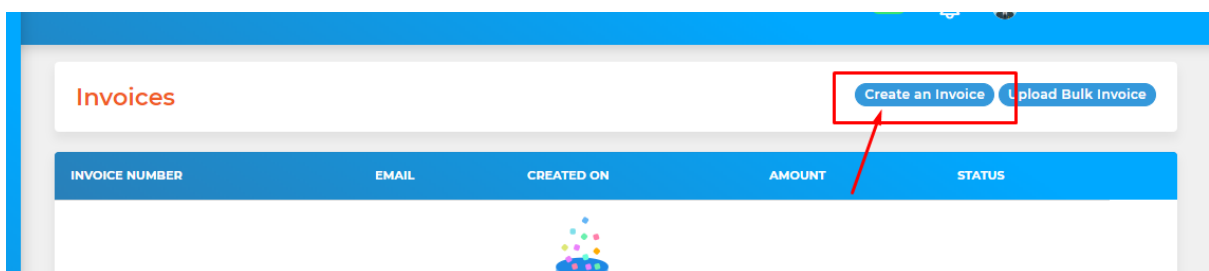 Invoices
Create an Invoice
Upload Bulk Invoice
INVOICE NUMBER EMAIL CREATED ON AMOUNT STATUS